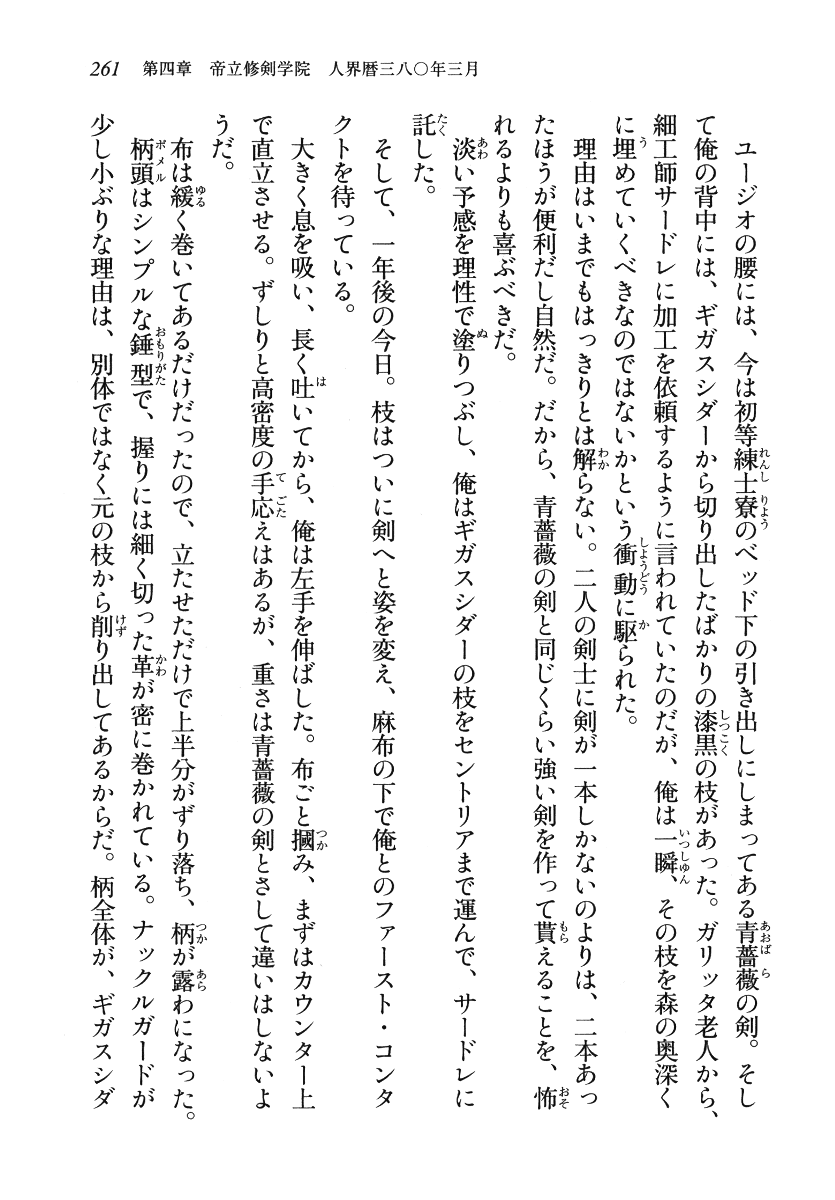 261　第四章　帝立修剣学院　人界暦三八〇年三月
　ユージオの腰には、今は初等練士寮のベッド下の引き出しにしまってある青薔薇の剣。そし
て俺の背中には、ギガスシダーから切り出したばかりの漆黒の枝があった。ガリッタ老人から、
細工師サードレに加工を依頼するように言われていたのだが、俺は一瞬、その枝を森の奥深く
に埋めていくべきなのではないかという衝動に駆られた。
　理由はいまでもはっきりとは解らない。二人の剣士に剣が一本しかないのよりは、二本あっ
たほうが便利だし自然だ。だから、青薔薇の剣と同じくらい強い剣を作って貰えることを、怖
れるよりも喜ぶべきだ。
　淡い予感を理性で塗りつぶし、俺はギガスシダーの枝をセントリアまで運んで、サードレに
託した。
　そして、一年後の今日。枝はついに剣へと姿を変え、麻布の下で俺とのファースト・コンタ
クトを待っている。
　大きく息を吸い、長く吐いてから、俺は左手を伸ばした。布ごと摑み、まずはカウンター上
で直立させる。ずしりと高密度の手応えはあるが、重さは青薔薇の剣とさして違いはしないよ
うだ。
　布は緩く巻いてあるだけだったので、立たせただけで上半分がずり落ち、柄が露わになった。
　柄頭はシンプルな錘型で、握りには細く切った革が密に巻かれている。ナックルガードが
少し小ぶりな理由は、別体ではなく元の枝から削り出してあるからだ。柄全体が、ギガスシダ